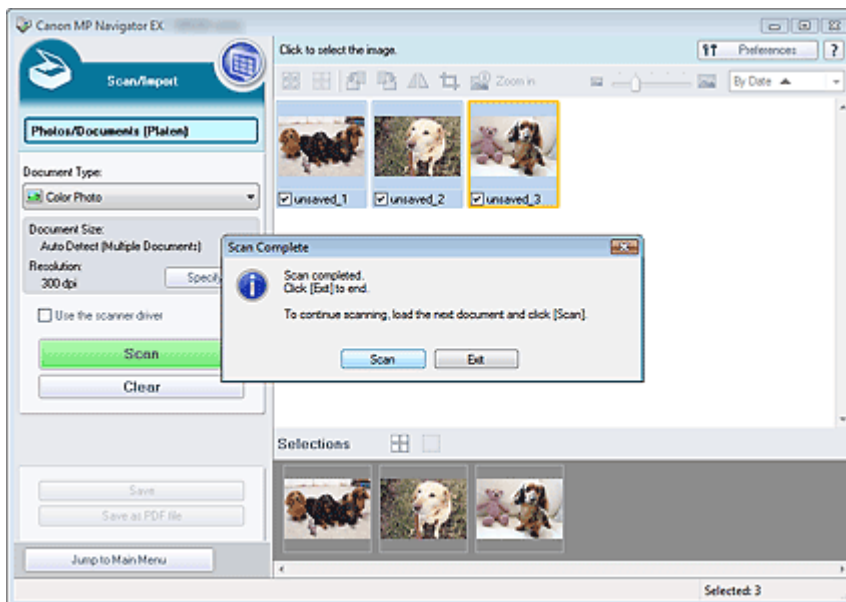 Canon MP Navigator EX
Scan/Import
Photos/Documents (Platen)
Document Type:
Color Photo
Document Size:
Auto Detect (Multiple Documents)
Resolution:
300 dpi
Specify
Use the scanner driver
Scan
Clear
Save
Save as PDF file
Jump to Main Menu
Click to select the image.
Preferences
?
Zoom in
By Date
unsaved_1
unsaved_2
unsaved_3
Scan Complete
Scan completed.
Click [Exit] to end.
To continue scanning, load the next document and click [Scan].
Scan
Exit
Selections
Selected: 3